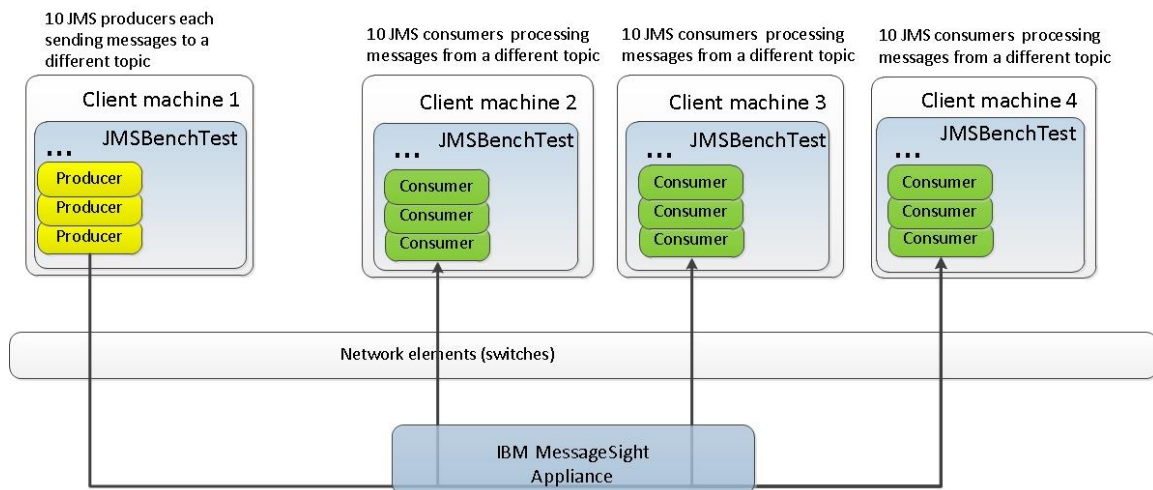 10 JMS producers each
sending messages to a
different topic
10 JMS consumers processing
messages from a different topic
10 JMS consumers processing
messages from a different topic
10 JMS consumers processing
messages from a different topic
Client machine 1
JMSBenchTest
...
Producer
Producer
Producer
Client machine 2
JMSBenchTest
...
Consumer
Consumer
Consumer
Client machine 3
JMSBenchTest
...
Consumer
Consumer
Consumer
Client machine 4
JMSBenchTest
...
Consumer
Consumer
Consumer
Network elements (switches)
IBM MessageSight
Appliance